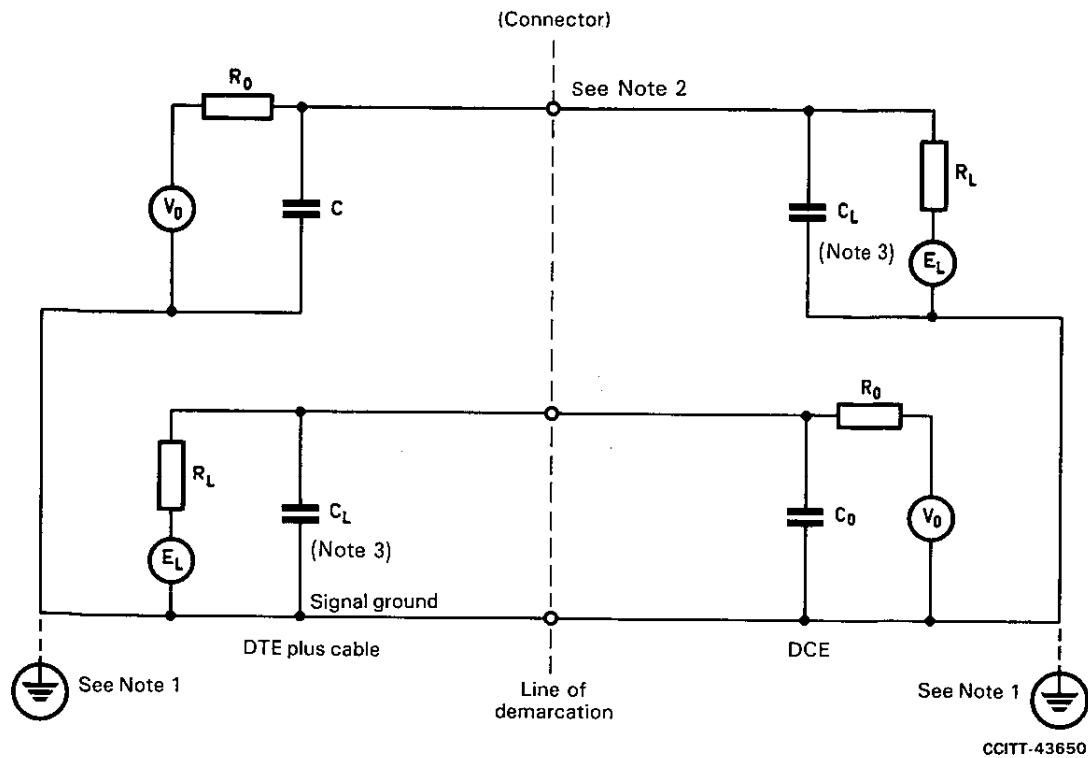 (Connector)
R0
See Note 2
V0
C
CL
(Note 3)
RL
EL
R0
RL
CL
(Note 3)
EL
C0
V0
Signal ground
DTE plus cable
DCE
See Note 1
Line of
demarcation
See Note 1
CCITT-43650